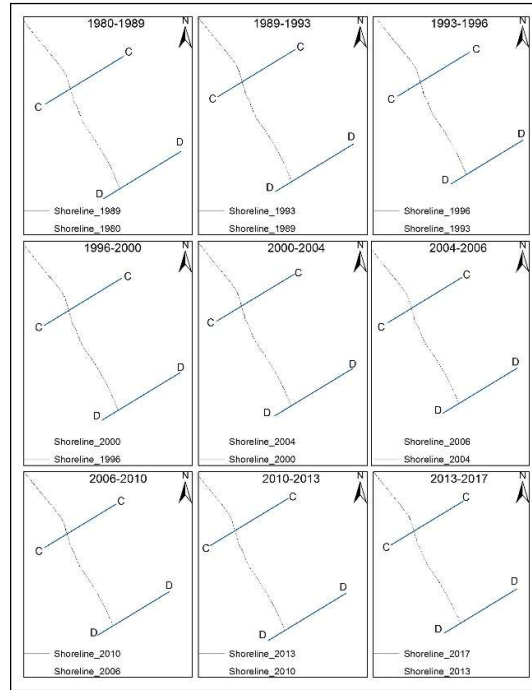 1980-1989
N
C
C
D
D
Shoreline_1989
Shoreline_1980
1989-1993
N
C
C
D
D
Shoreline_1993
Shoreline_1989
1993-1996
N
C
C
D
D
Shoreline_1996
Shoreline_1993
1996-2000
N
C
C
D
D
Shoreline_2000
Shoreline_1996
2000-2004
N
C
C
D
D
Shoreline_2004
Shoreline_2000
2004-2006
N
C
C
D
D
Shoreline_2006
Shoreline_2004
2006-2010
N
C
C
D
D
Shoreline_2010
Shoreline_2006
2010-2013
N
C
C
D
D
Shoreline_2013
Shoreline_2010
2013-2017
N
C
C
D
D
Shoreline_2017
Shoreline_2013